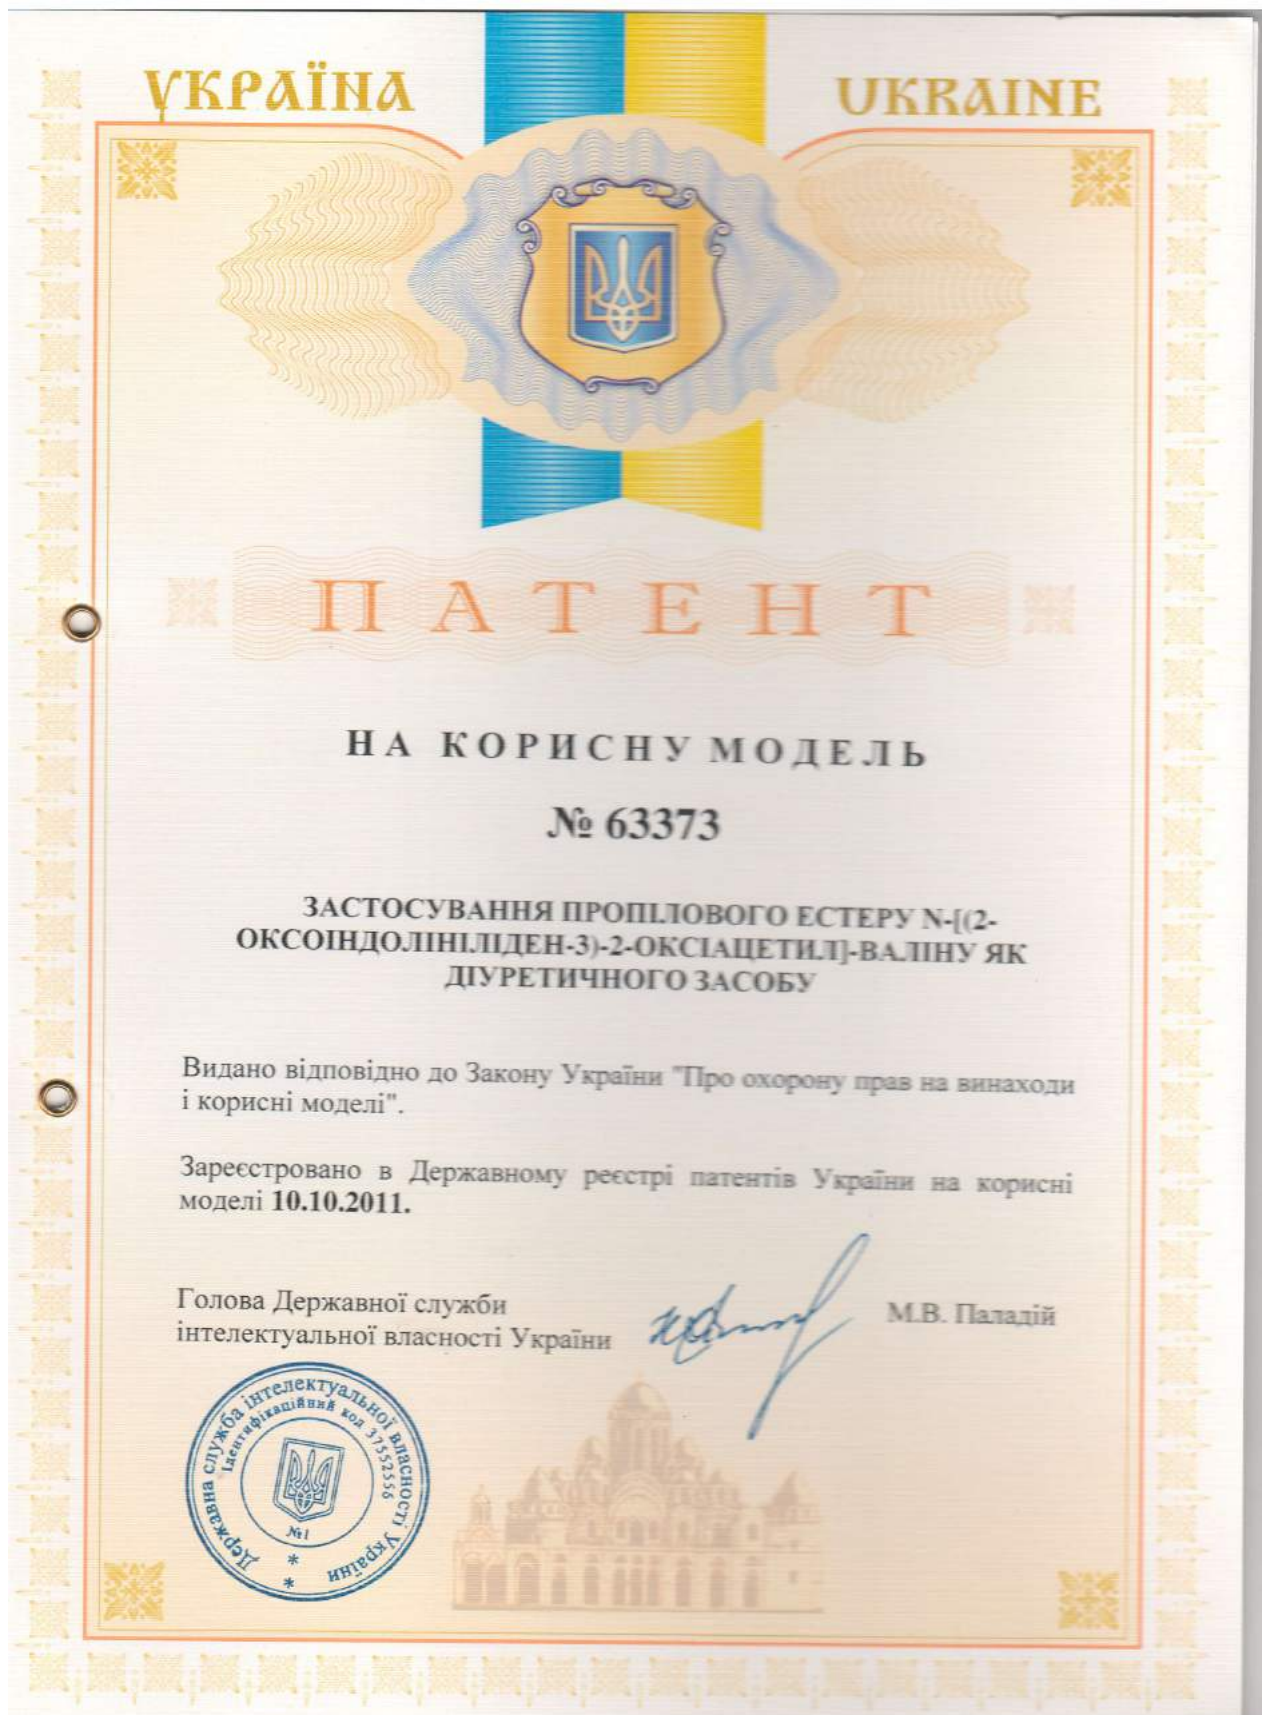 УКРАЇНА
UKRAINE
ПАТЕНТ
НА КОРИСНУ МОДЕЛЬ
№ 63373
ЗАСТОСУВАННЯ ПРОПІЛОВОГО ЕСТЕРУ N-[(2-
ОКСОІНДОЛІНІЛІДЕН-3)-2-ОКСІАЦЕТИЛ]-ВАЛІНУ ЯК
ДІУРЕТИЧНОГО ЗАСОБУ
Видано відповідно до Закону України "Про охорону прав на винаходи
і корисні моделі".
Зареєстровано в Державному реєстрі патентів України на корисні
моделі 10.10.2011.
Голова Державної служби
інтелектуальної власності України
М.В. Паладій
Державна служба інтелектуальної власності України
Ідентифікаційний код 37552556
№1
* *